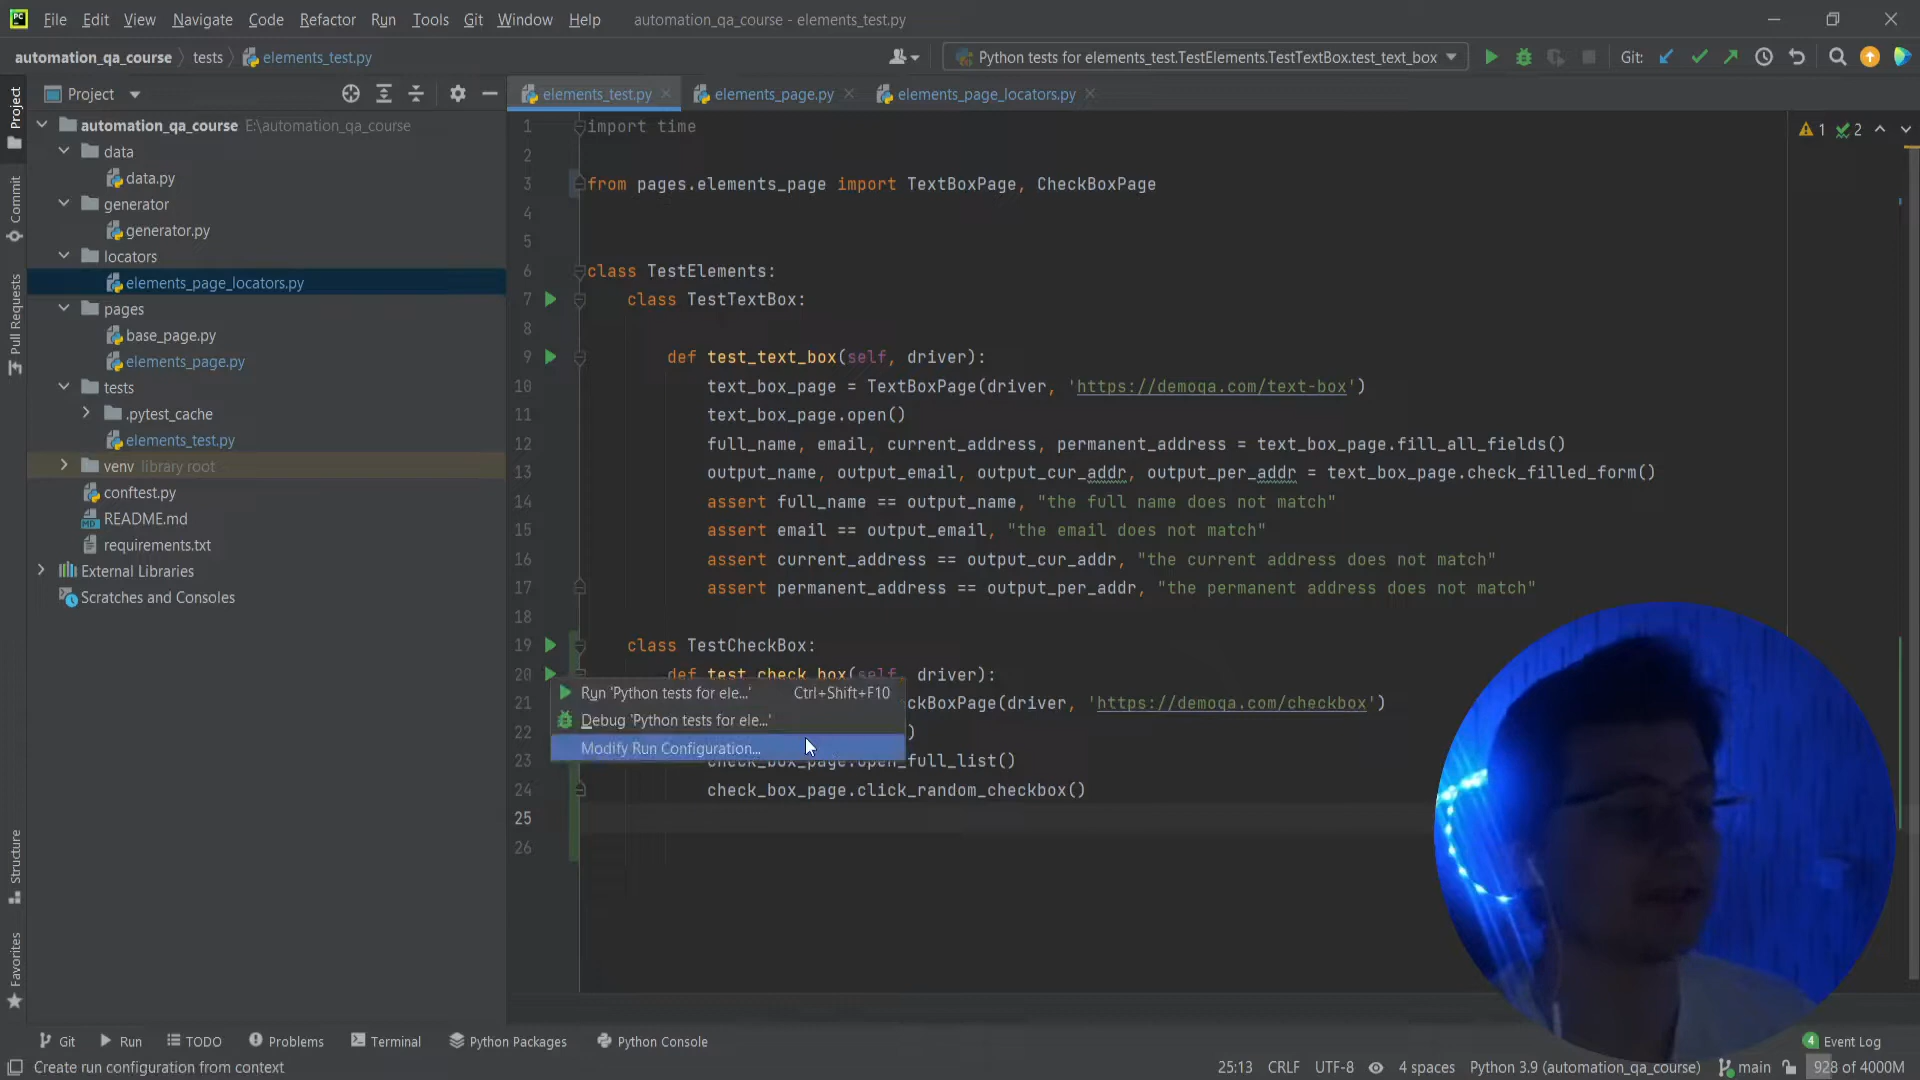 File Edit View Navigate Code Refactor Run Tools Git Window Help automation_qa_course - elements_test.py
automation_qa_course tests elements_test.py Python tests for elements_test.TestElements.TestTextBox.test_text_box Git:
Project elements_test.py elements_page.py elements_page_locators.py
Project
Commit
Pull Requests
Structure
Favorites
automation_qa_course E:\automation_qa_course
data
data.py
generator
generator.py
locators
elements_page_locators.py
pages
base_page.py
elements_page.py
tests
.pytest_cache
elements_test.py
venv library root
conftest.py
README.md
requirements.txt
External Libraries
Scratches and Consoles
1 2
1 import time
2
3 from pages.elements_page import TextBoxPage, CheckBoxPage
4
5
6 class TestElements:
7 class TestTextBox:
8
9 def test_text_box(self, driver):
10 text_box_page = TextBoxPage(driver, 'https://demoqa.com/text-box')
11 text_box_page.open()
12 full_name, email, current_address, permanent_address = text_box_page.fill_all_fields()
13 output_name, output_email, output_cur_addr, output_per_addr = text_box_page.check_filled_form()
14 assert full_name == output_name, "the full name does not match"
15 assert email == output_email, "the email does not match"
16 assert current_address == output_cur_addr, "the current address does not match"
17 assert permanent_address == output_per_addr, "the permanent address does not match"
18
19 class TestCheckBox:
20 def test_check_box(self, driver):
21 ckBoxPage(driver, 'https://demoqa.com/checkbox')
22 )
23 check_box_page.open_full_list()
24 check_box_page.click_random_checkbox()
25
26
Run 'Python tests for ele...' Ctrl+Shift+F10
Debug 'Python tests for ele...'
Modify Run Configuration...
Git Run TODO Problems Terminal Python Packages Python Console 4 Event Log
Create run configuration from context 25:13 CRLF UTF-8 4 spaces Python 3.9 (automation_qa_course) main 928 of 4000M